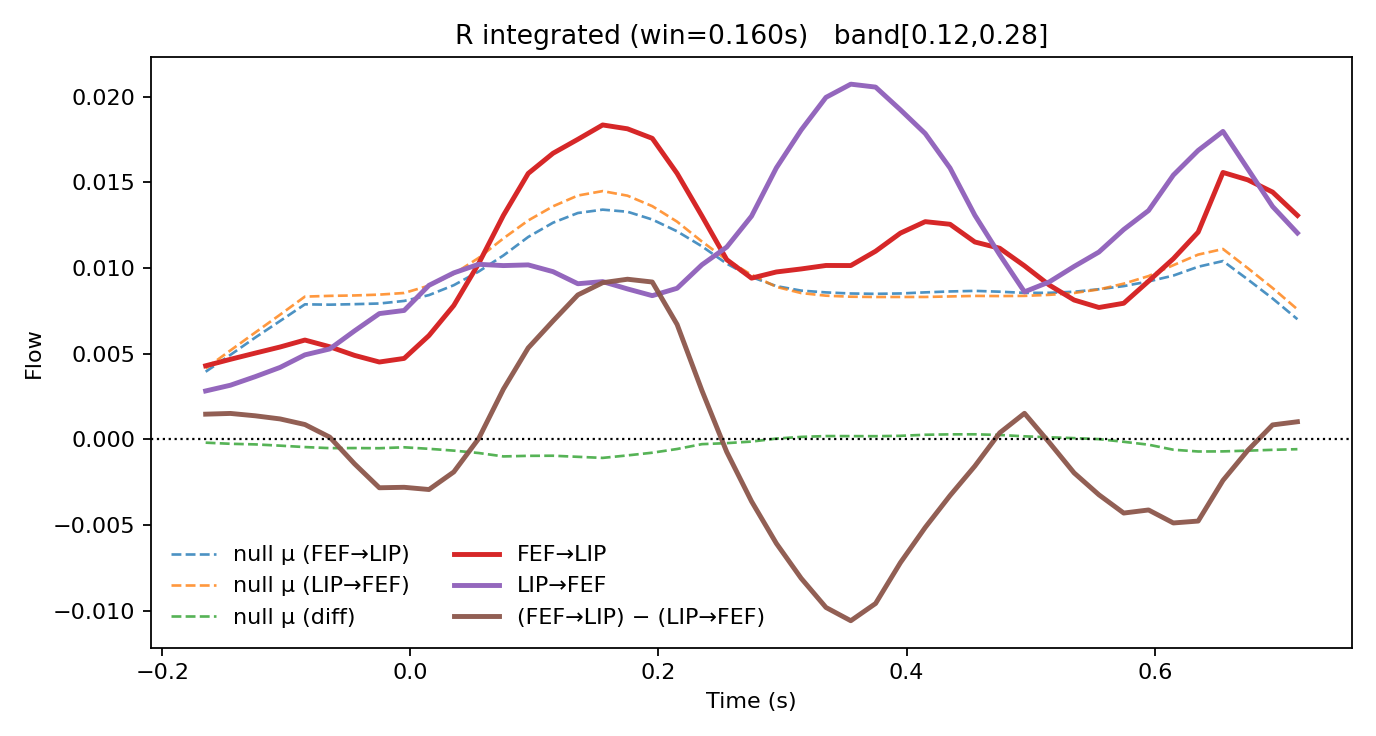 R integrated (win=0.160s)   band[0.12,0.28]
Flow
0.020
0.015
0.010
0.005
0.000
−0.005
−0.010
null μ (FEF→LIP)
null μ (LIP→FEF)
null μ (diff)
FEF→LIP
LIP→FEF
(FEF→LIP) − (LIP→FEF)
−0.2
0.0
0.2
0.4
0.6
Time (s)